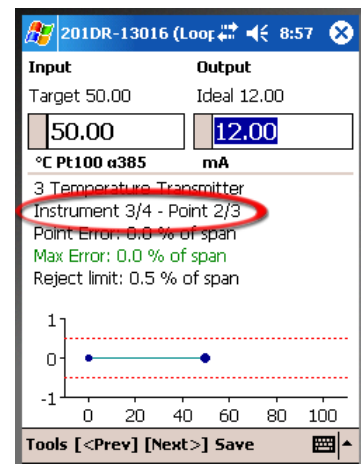 201DR-13016 (Loop 8:57
Input Output
Target 50.00 Ideal 12.00
50.00 12.00
°C Pt100 α385 mA
3 Temperature Transmitter
Instrument 3/4 - Point 2/3
Point Error: 0.0 % of span
Max Error: 0.0 % of span
Reject limit: 0.5 % of span
1
0
-1
0 20 40 60 80 100
Tools [<Prev] [Next>] Save